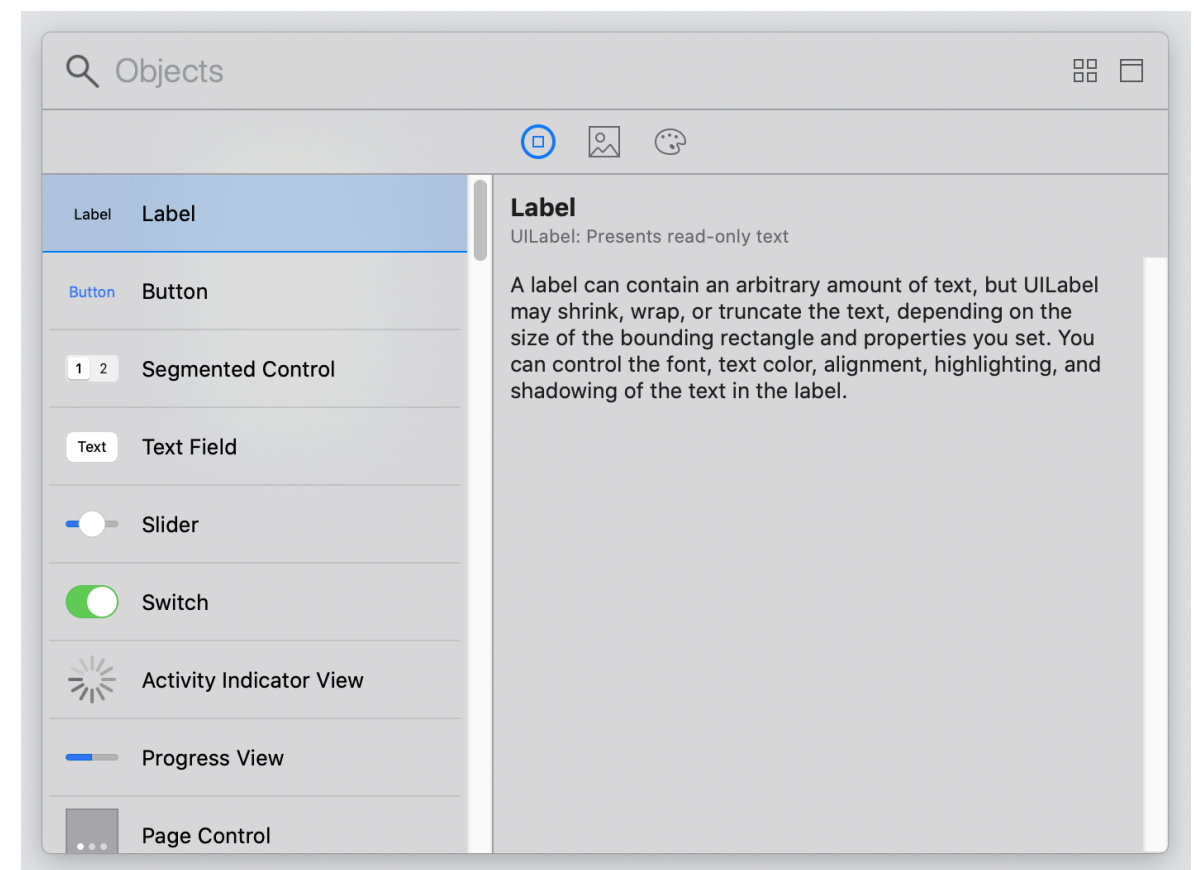 Objects
Label Label
Button Button
1 2 Segmented Control
Text Text Field
Slider
Switch
Activity Indicator View
Progress View
Page Control
Label
UILabel: Presents read-only text
A label can contain an arbitrary amount of text, but UILabel
may shrink, wrap, or truncate the text, depending on the
size of the bounding rectangle and properties you set. You
can control the font, text color, alignment, highlighting, and
shadowing of the text in the label.